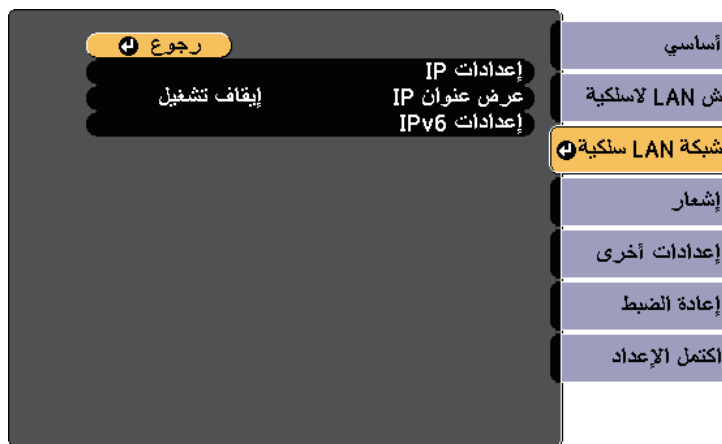 أساسي
ش LAN لاسلكية
شبكة LAN سلكية
إشعار
إعدادات أخرى
إعادة الضبط
اكتمل الإعداد
رجوع
إعدادات IP
عرض عنوان IP إيقاف تشغيل
إعدادات IPv6